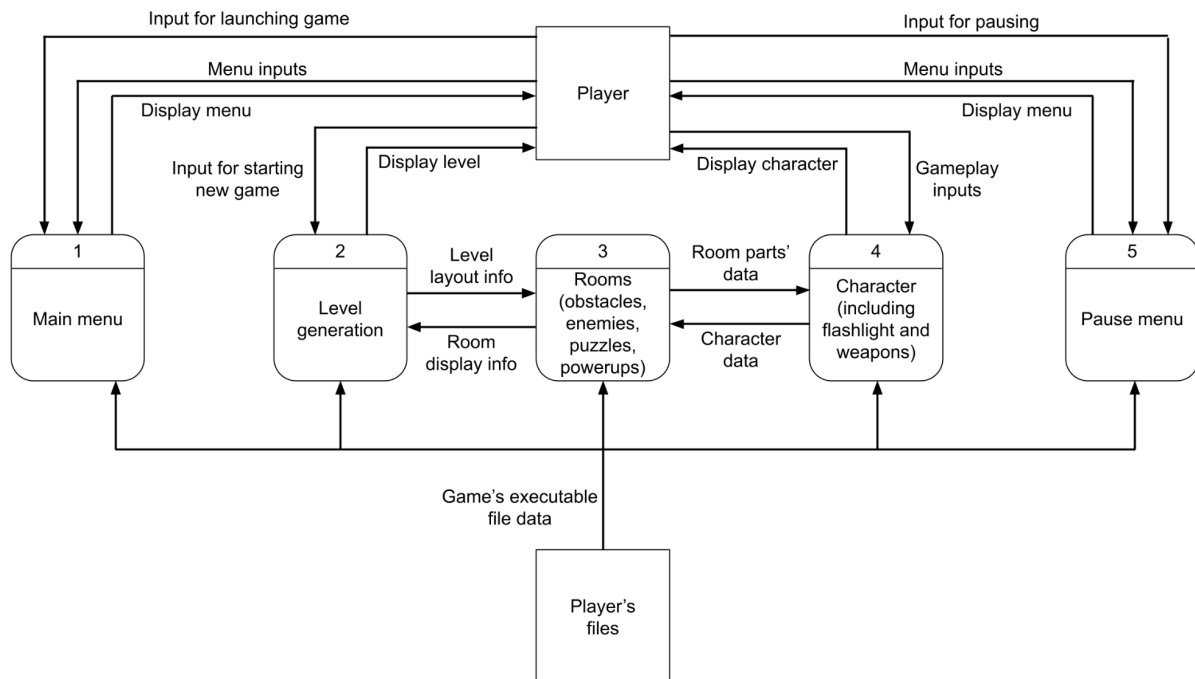 Input for launching game
Input for pausing
Menu inputs
Menu inputs
Player
Display menu
Display menu
Input for starting
new game
Display level
Display character
Gameplay
inputs
1
Main menu
2
Level
generation
Level
layout info
Room
display info
3
Rooms
(obstacles,
enemies,
puzzles,
powerups)
Room parts’
data
Character
data
4
Character
(including
flashlight and
weapons)
5
Pause menu
Game’s executable
file data
Player’s
files